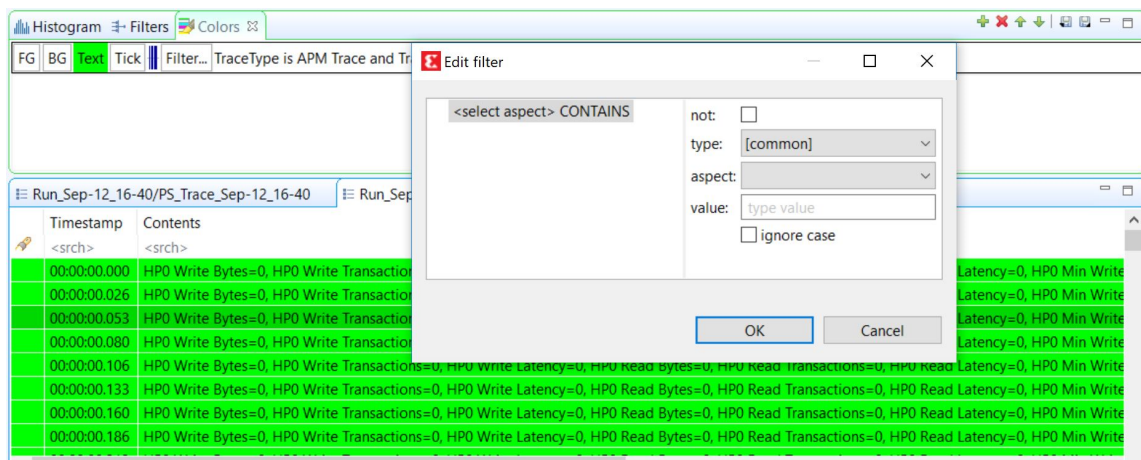 Histogram Filters Colors
FG BG Text Tick Filter... TraceType is APM Trace and Tr
Edit filter
<select aspect> CONTAINS
not:
type: [common]
aspect:
value: type value
ignore case
OK Cancel
Run_Sep-12_16-40/PS_Trace_Sep-12_16-40 Run_Sep
Timestamp Contents
<srch> <srch>
00:00:00.000 HP0 Write Bytes=0, HP0 Write Transaction Latency=0, HP0 Min Write
00:00:00.026 HP0 Write Bytes=0, HP0 Write Transaction Latency=0, HP0 Min Write
00:00:00.053 HP0 Write Bytes=0, HP0 Write Transaction Latency=0, HP0 Min Write
00:00:00.080 HP0 Write Bytes=0, HP0 Write Transaction Latency=0, HP0 Min Write
00:00:00.106 HP0 Write Bytes=0, HP0 Write Transactions=0, HP0 Write Latency=0, HP0 Read Bytes=0, HP0 Read Transactions=0, HP0 Read Latency=0, HP0 Min Write
00:00:00.133 HP0 Write Bytes=0, HP0 Write Transactions=0, HP0 Write Latency=0, HP0 Read Bytes=0, HP0 Read Transactions=0, HP0 Read Latency=0, HP0 Min Write
00:00:00.160 HP0 Write Bytes=0, HP0 Write Transactions=0, HP0 Write Latency=0, HP0 Read Bytes=0, HP0 Read Transactions=0, HP0 Read Latency=0, HP0 Min Write
00:00:00.186 HP0 Write Bytes=0, HP0 Write Transactions=0, HP0 Write Latency=0, HP0 Read Bytes=0, HP0 Read Transactions=0, HP0 Read Latency=0, HP0 Min Write